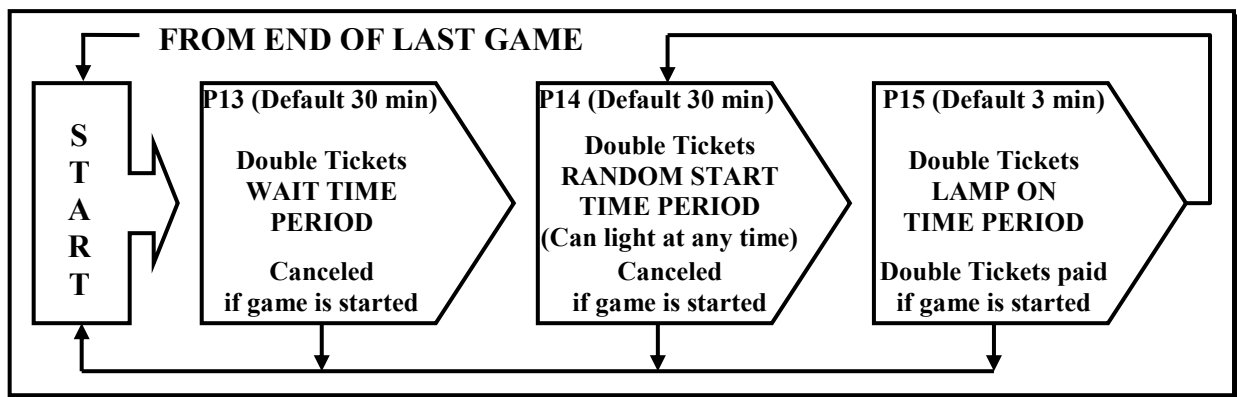 FROM END OF LAST GAME
START
P13 (Default 30 min)
Double Tickets
WAIT TIME
PERIOD
Canceled
if game is started
P14 (Default 30 min)
Double Tickets
RANDOM START
TIME PERIOD
(Can light at any time)
Canceled
if game is started
P15 (Default 3 min)
Double Tickets
LAMP ON
TIME PERIOD
Double Tickets paid
if game is started